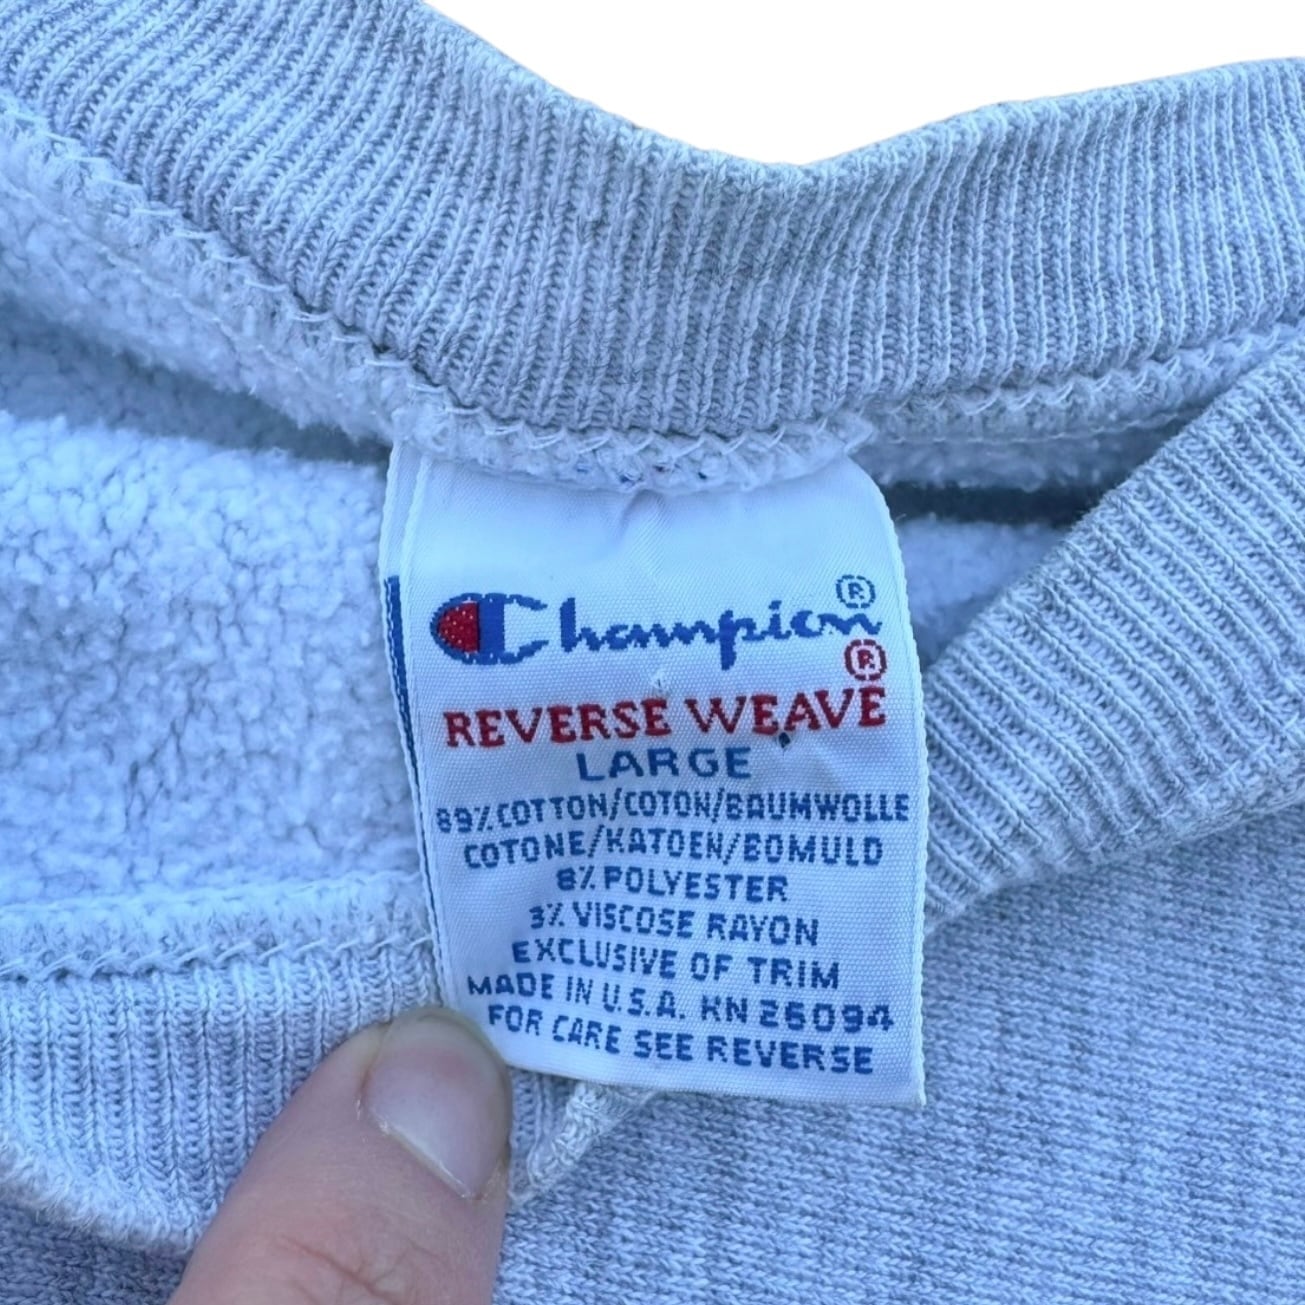 Champion®
REVERSE WEAVE®
LARGE
89% COTTON/COTON/BAUMWOLLE
COTONE/KATOEN/BOMULD
8% POLYESTER
3% VISCOSE RAYON
EXCLUSIVE OF TRIM
MADE IN U.S.A. RN 26094
FOR CARE SEE REVERSE